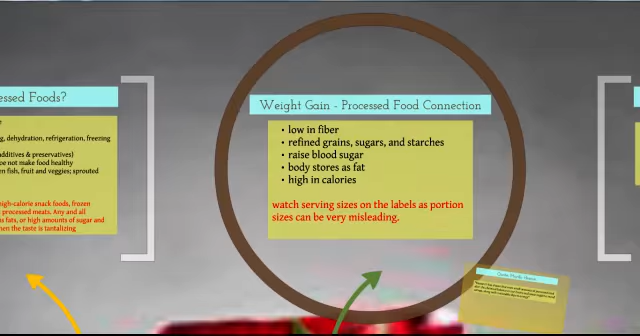 essed Foods?
g, dehydration, refrigeration, freezing
additives & preservatives)
oe not make food healthy
en fish, fruit and veggies; sprouted
high-calorie snack foods, frozen
processed meats. Any and all
s fats, or high amounts of sugar and
hen the taste is tantalizing
Weight Gain - Processed Food Connection
• low in fiber
• refined grains, sugars, and starches
• raise blood sugar
• body stores as fat
• high in calories
watch serving sizes on the labels as portion
sizes can be very misleading.